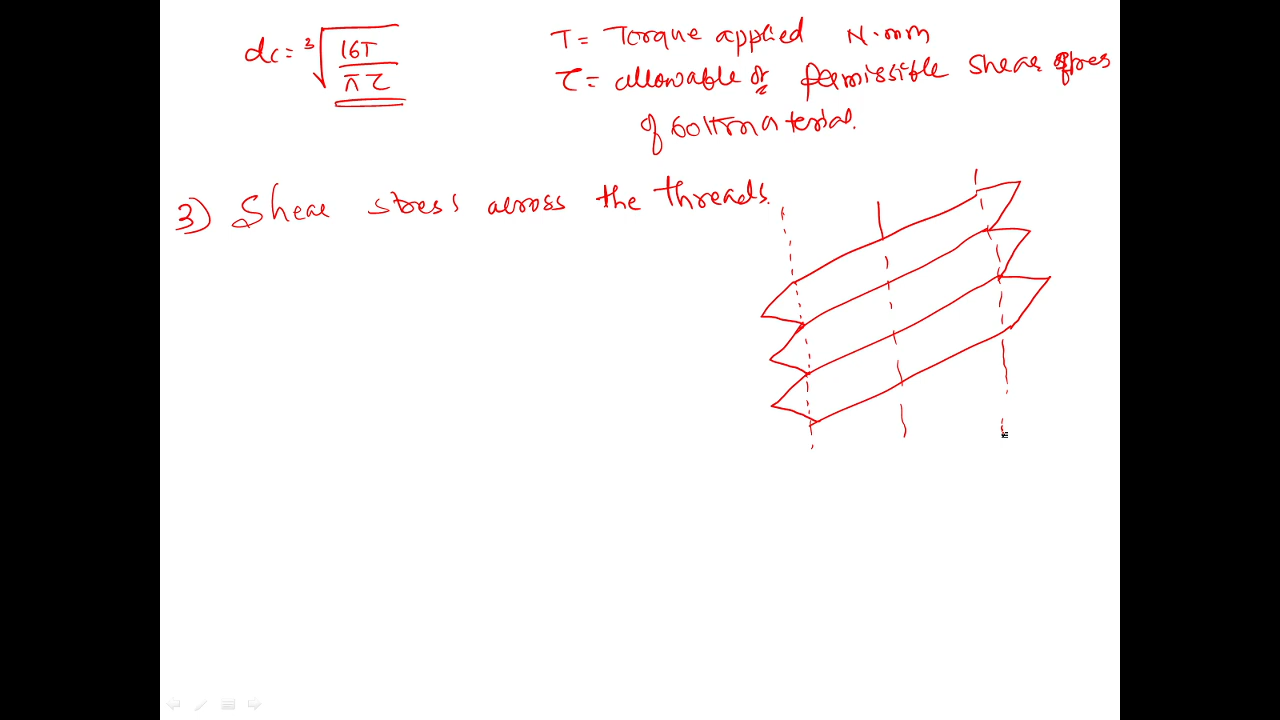 dc = ³√(16T / πτ)
T = Torque applied N.mm
τ = allowable or permissible shear stress
of bolt material.
3) Shear stress across the threads.